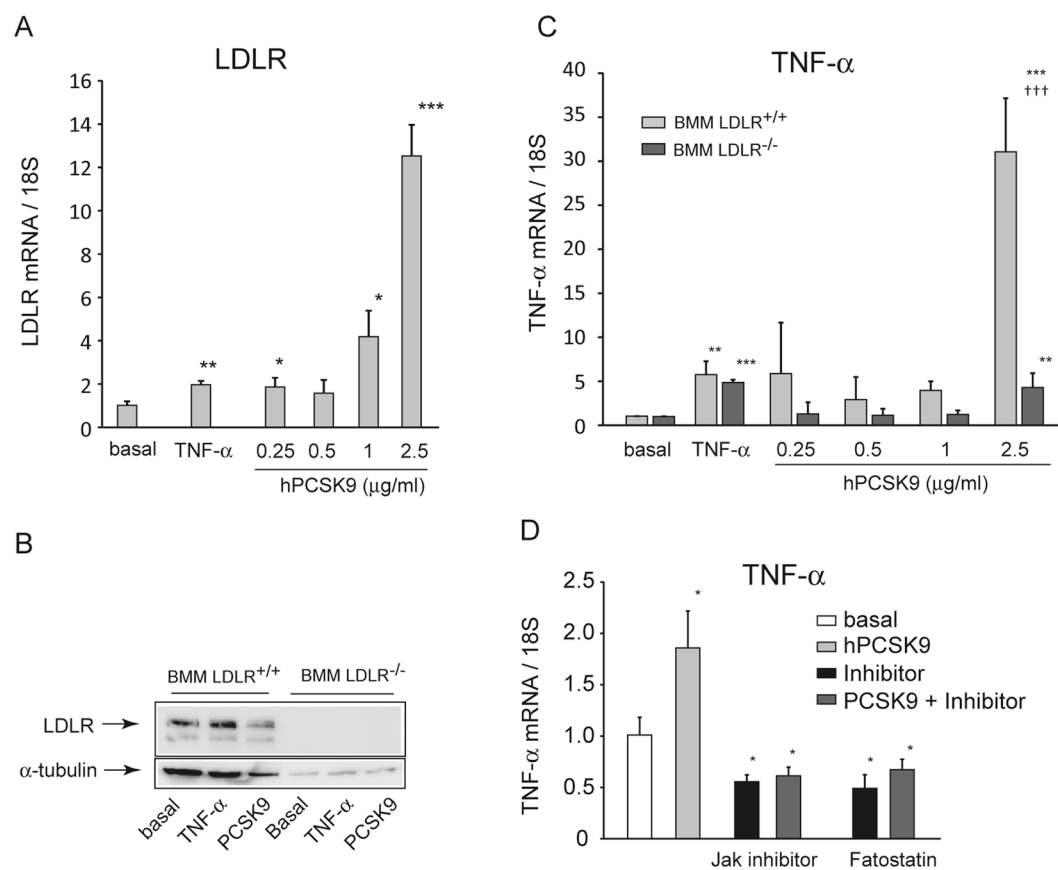 A
LDLR
LDLR mRNA / 18S
16
14
12
10
8
6
4
2
0
***
*
**
*
basal TNF-α 0.25 0.5 1 2.5
hPCSK9 (μg/ml)
C
TNF-α
TNF-α mRNA / 18S
40
35
30
25
20
15
10
5
0
***
†††
BMM LDLR+/+
BMM LDLR-/-
** *** **
basal TNF-α 0.25 0.5 1 2.5
hPCSK9 (μg/ml)
B
BMM LDLR+/+ BMM LDLR-/-
LDLR
α-tubulin
basal TNF-α PCSK9 Basal TNF-α PCSK9
D
TNF-α
TNF-α mRNA / 18S
2.5
2.0
1.5
1.0
0.5
0
*
basal
hPCSK9
Inhibitor
PCSK9 + Inhibitor
* * * *
Jak inhibitor Fatostatin